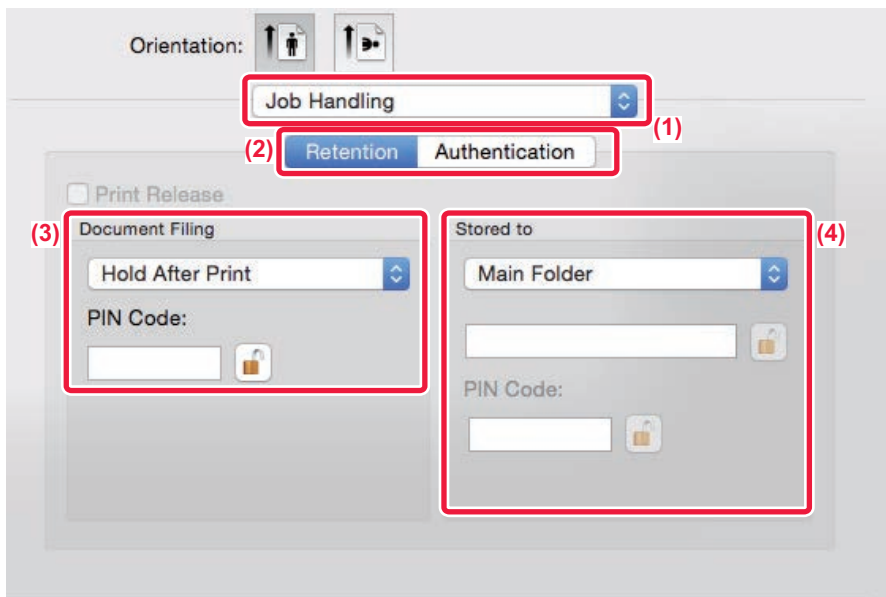 Orientation:
Job Handling
(1)
(2)
Retention Authentication
Print Release
(3)
Document Filing
Hold After Print
PIN Code:
Stored to
(4)
Main Folder
PIN Code: